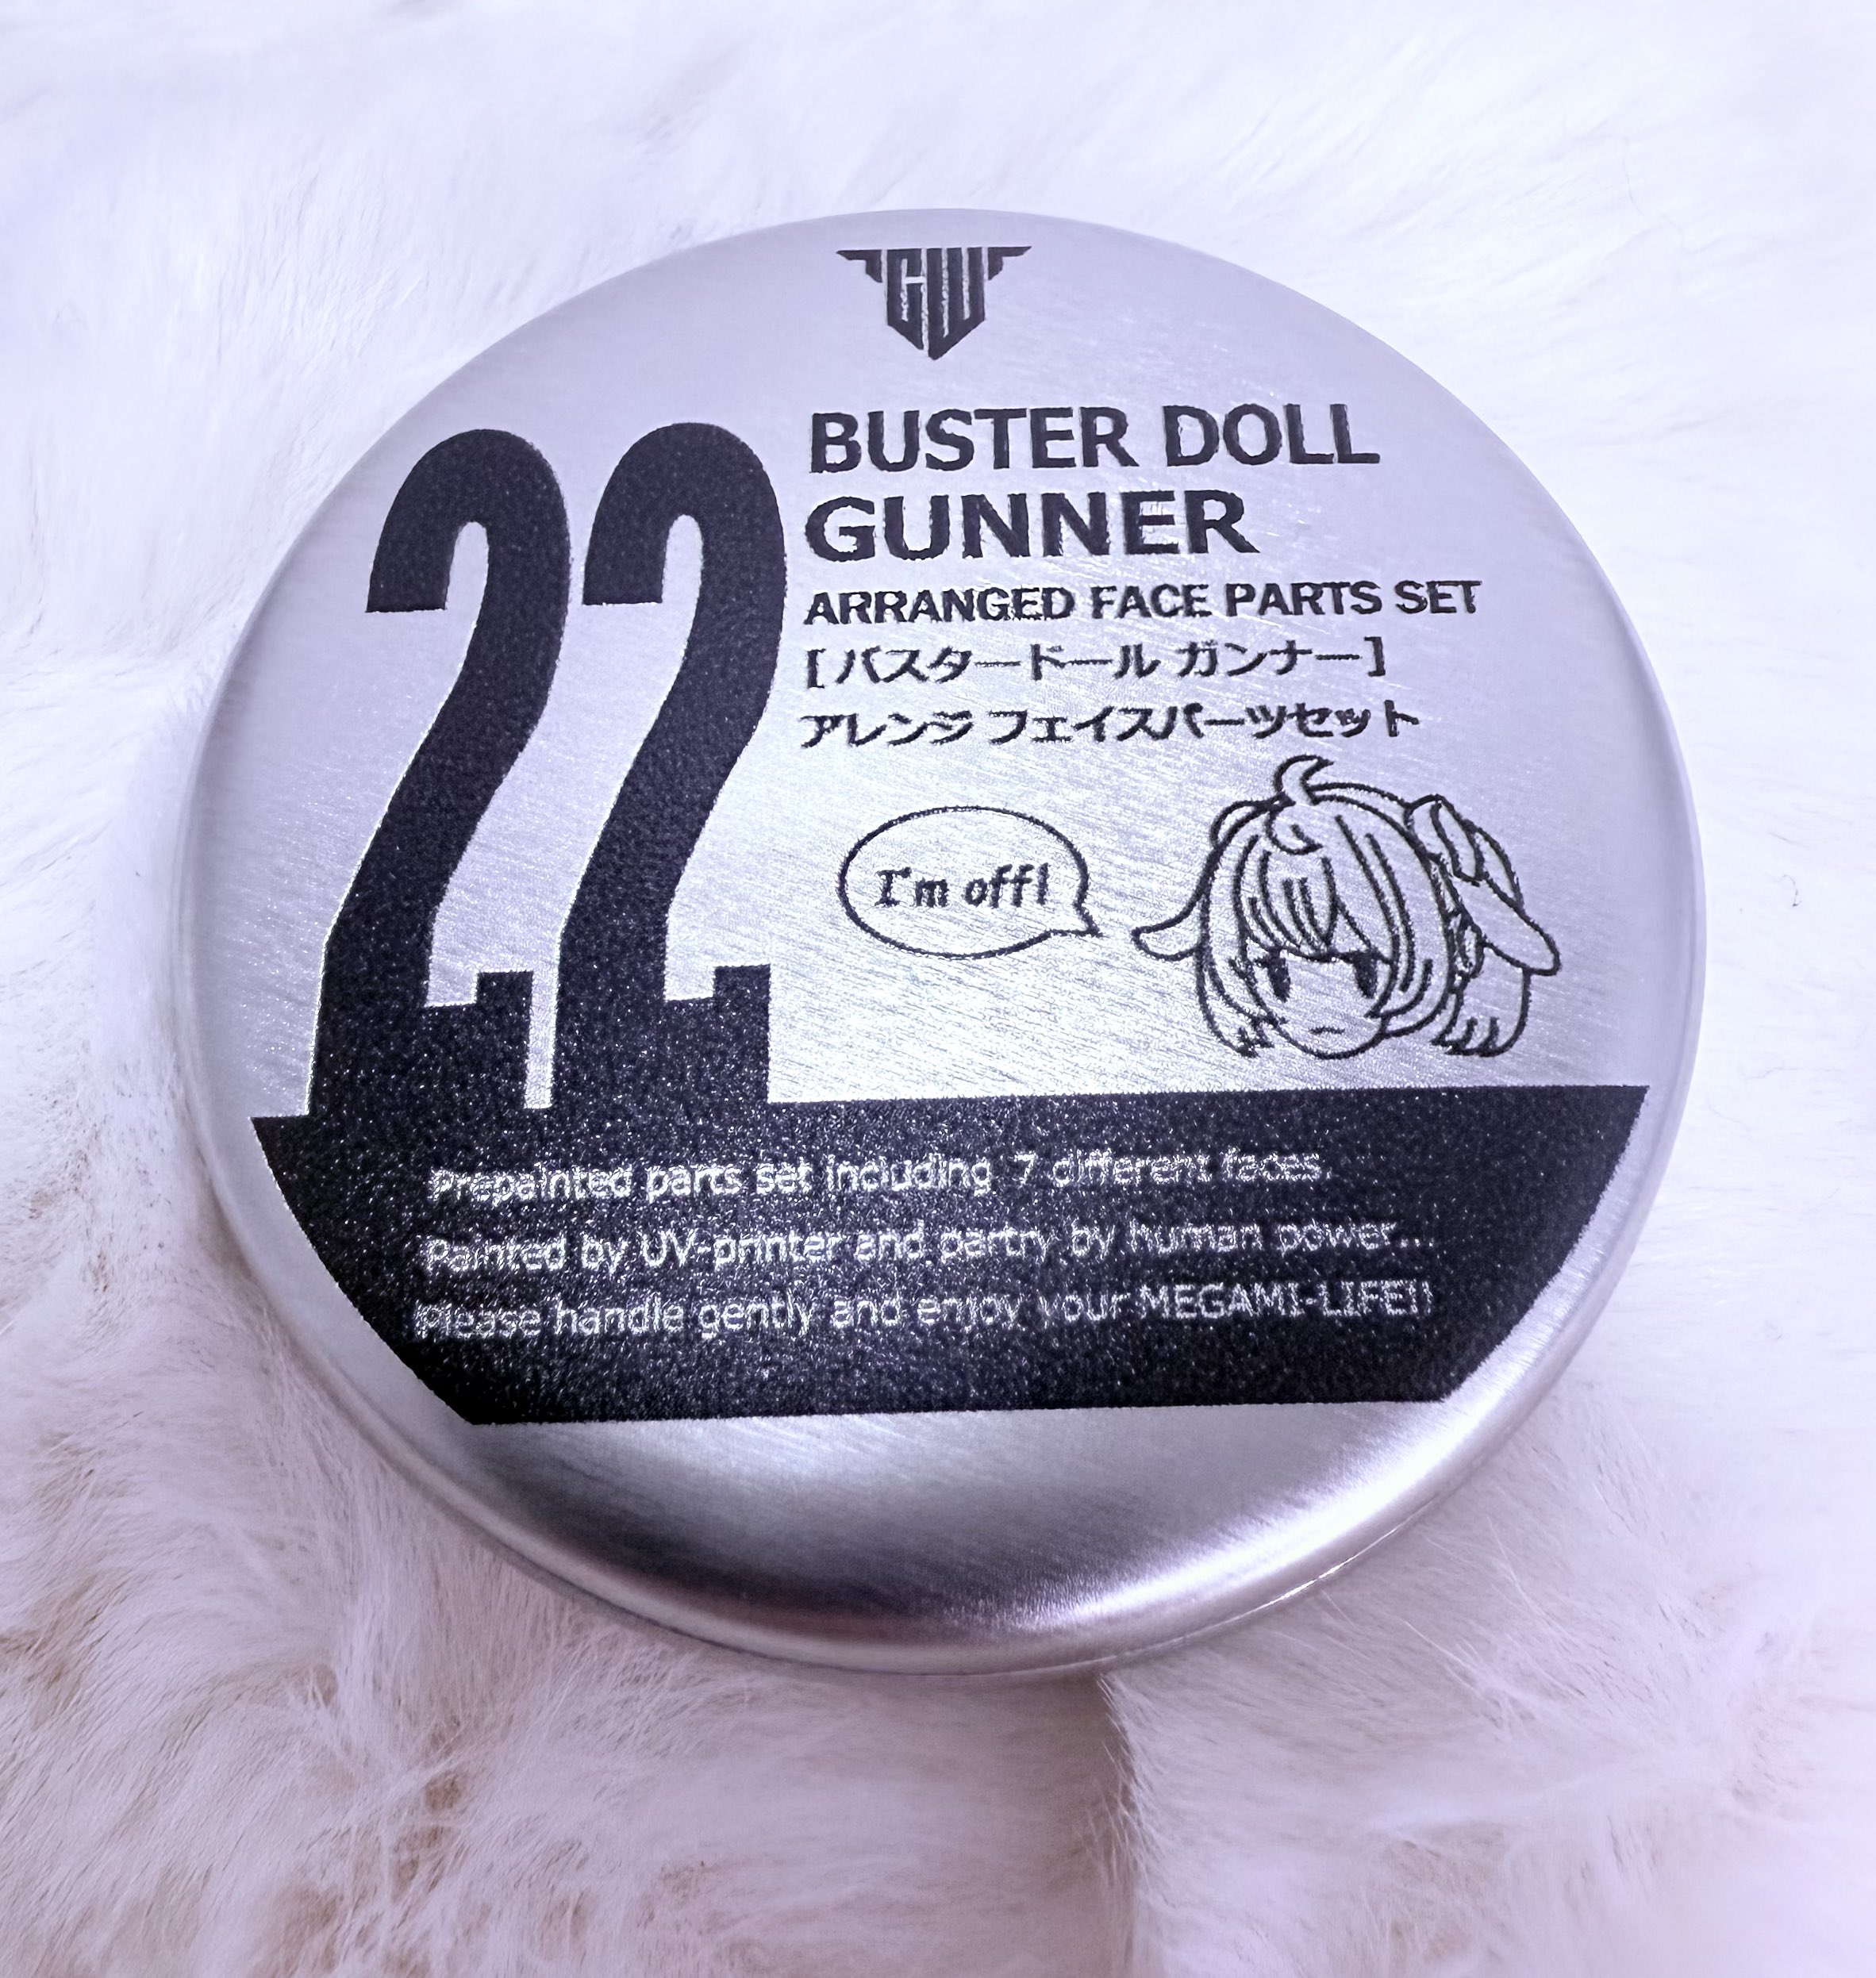 GW
22
BUSTER DOLL
GUNNER
ARRANGED FACE PARTS SET
[バスタードール ガンナー]
アレンジ フェイスパーツセット
I'm off!
Prepainted parts set including 7 different faces
Painted by UV-printer and partry by human power...
Please handle gently and enjoy your MEGAMI-LIFE!!